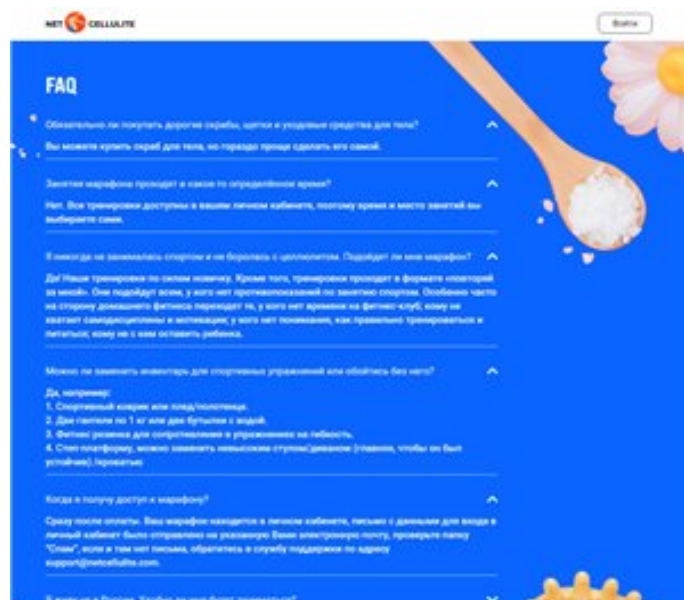 NET CELLULITE
Войти
FAQ
Обязательно ли покупать дорогие скрабы, щетки и уходовые средства для тела?
Вы можете купить скраб для тела, но гораздо проще сделать его самой.
Занятия марафона проходят в какое-то определённое время?
Нет. Все тренировки доступны в вашем личном кабинете, поэтому время и место занятий вы
выбираете сами.
Я никогда не занималась спортом и не боролась с целлюлитом. Подойдет ли мне марафон?
Да! Наши тренировки по силам новичку. Кроме того, тренировки проходят в формате «повторяй
за мной». Они подойдут всем, у кого нет противопоказаний по занятию спортом. Особенно часто
на сторону домашнего фитнеса переходят те, у кого нет времени на фитнес-клуб; кому не
хватает самодисциплины и мотивации; у кого нет понимания, как правильно тренироваться и
питаться; кому не с кем оставить ребенка.
Можно ли заменить инвентарь для спортивных упражнений или обойтись без него?
Да, например:
1. Спортивный коврик или плед/полотенце.
2. Две гантели по 1 кг или две бутылки с водой.
3. Фитнес резинка для сопротивления в упражнениях на гибкость.
4. Степ-платформу, можно заменить невысоким стулом/диваном (главное, чтобы он был
устойчив) /кроватью
Когда я получу доступ к марафону?
Сразу после оплаты. Ваш марафон находится в личном кабинете, письмо с данными для входа в
личный кабинет было отправлено на указанную Вами электронную почту, проверьте папку
"Спам", если и там нет письма, обратитесь в службу поддержки по адресу
support@netcellulite.com.
Я живу не в России. Удобно ли мне будет заниматься?